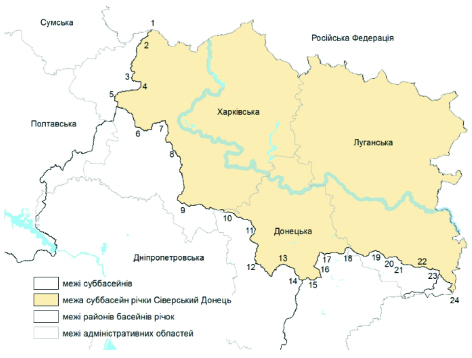 Сумська
1
Російська Федерація
2
3
4
5
Харківська
Полтавська
6
7
Луганська
8
9
10
11
Донецька
12
13
14
15
16
17
18
19
20
21
22
23
24
Дніпропетровська
межі суббасейнів
межа суббасейн річки Сіверський Донець
межі районів басейнів річок
межі адміністративних областей